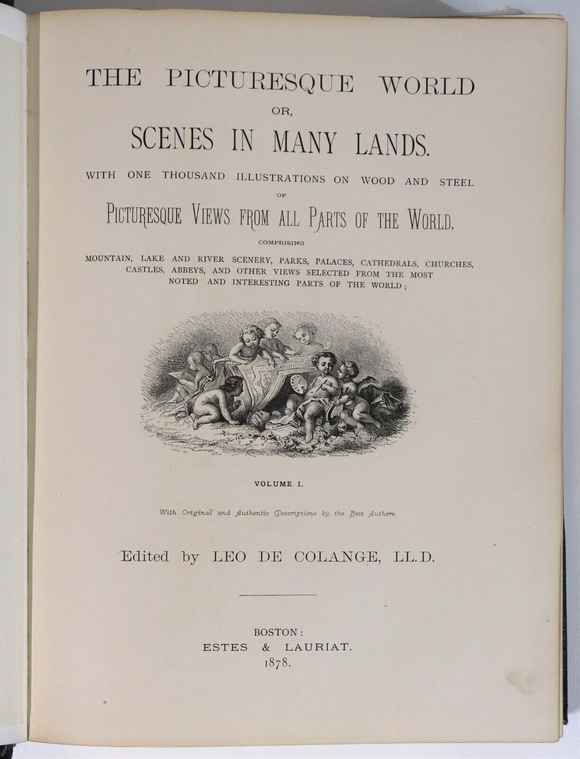 THE PICTURESQUE WORLD
OR,
SCENES IN MANY LANDS.
WITH ONE THOUSAND ILLUSTRATIONS ON WOOD AND STEEL
OF
PICTURESQUE VIEWS FROM ALL PARTS OF THE WORLD.
COMPRISING
MOUNTAIN, LAKE AND RIVER SCENERY, PARKS, PALACES, CATHEDRALS, CHURCHES,
CASTLES, ABBEYS, AND OTHER VIEWS SELECTED FROM THE MOST
NOTED AND INTERESTING PARTS OF THE WORLD;
VOLUME I.
With Original and Authentic Descriptions by the Best Authors.
Edited by LEO DE COLANGE, LL.D.
BOSTON:
ESTES & LAURIAT.
1878.